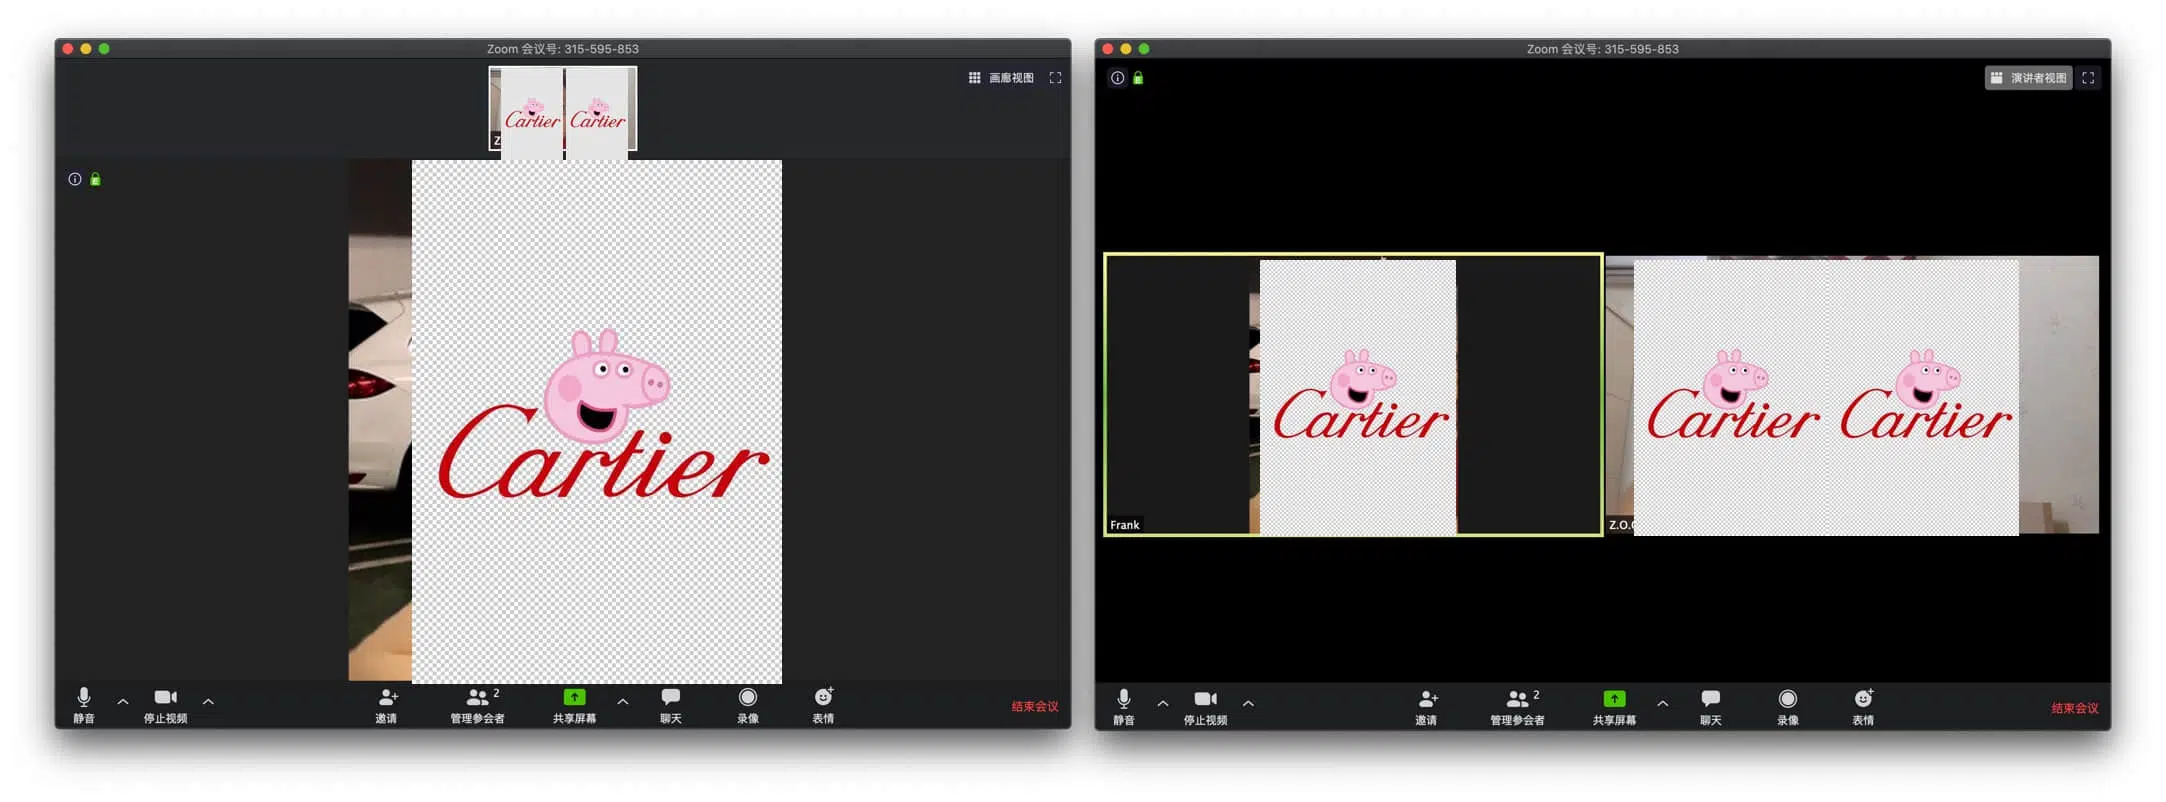 Zoom 会议号: 315-595-853
画廊视图
Cartier Cartier
Z
Cartier
静音
停止视频
邀请
2
管理参会者
共享屏幕
聊天
录像
表情
结束会议
Zoom 会议号: 315-595-853
演讲者视图
Cartier
Cartier Cartier
Frank
Z.O.
静音
停止视频
邀请
2
管理参会者
共享屏幕
聊天
录像
表情
结束会议